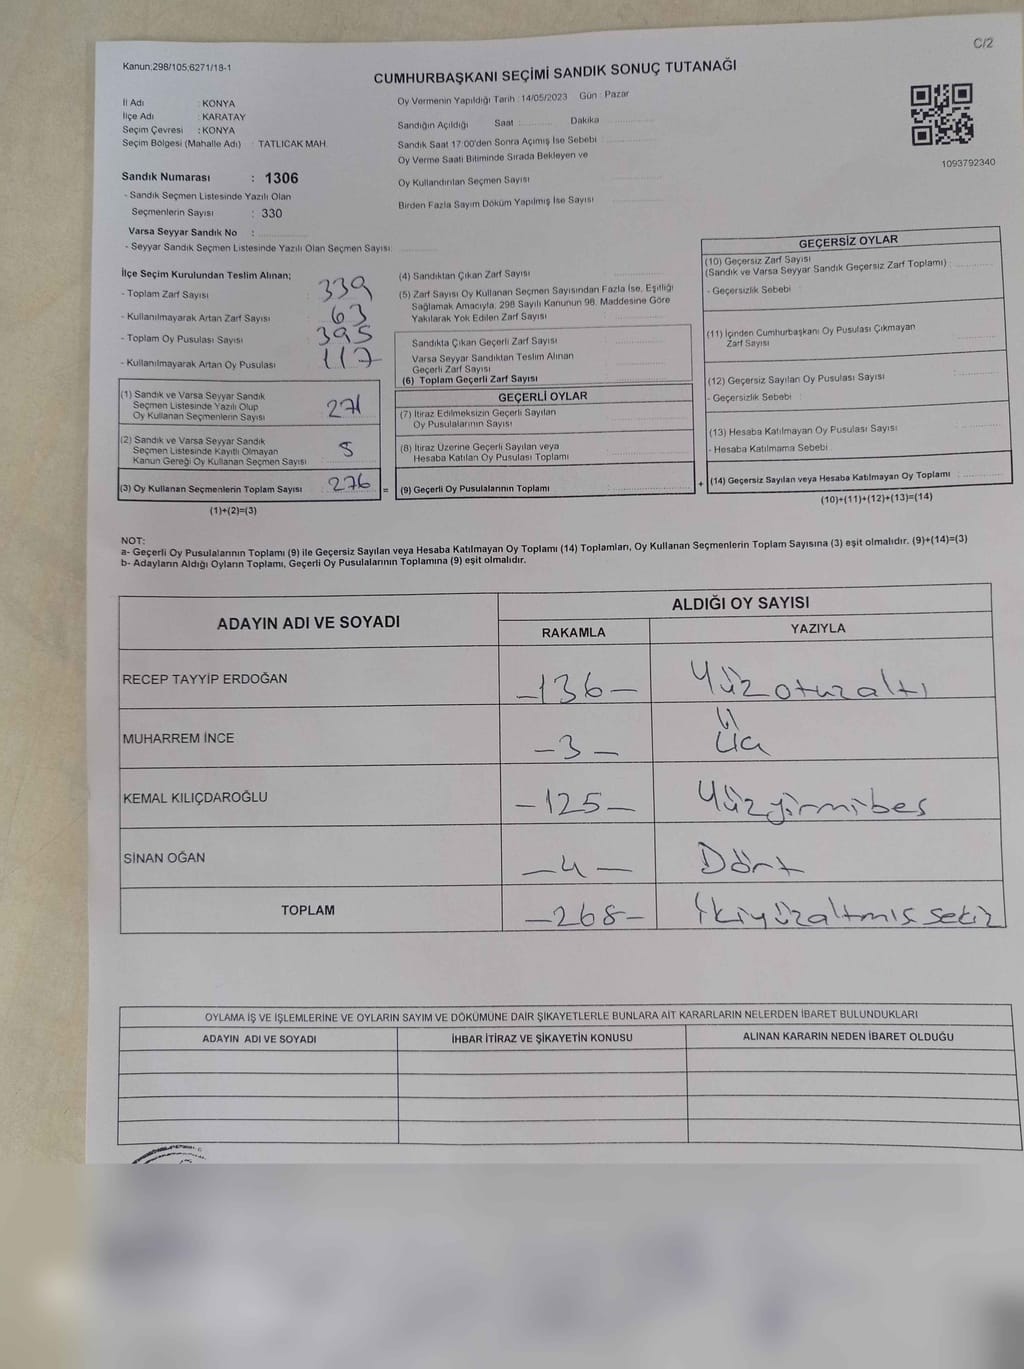 C/2
Kanun:298/105,6271/18-1
CUMHURBAŞKANI SEÇİMİ SANDIK SONUÇ TUTANAĞI
İl Adı : KONYA
İlçe Adı : KARATAY
Seçim Çevresi : KONYA
Seçim Bölgesi (Mahalle Adı) : TATLICAK MAH.
Sandık Numarası : 1306
- Sandık Seçmen Listesinde Yazılı Olan
Seçmenlerin Sayısı : 330
Varsa Seyyar Sandık No :
- Seyyar Sandık Seçmen Listesinde Yazılı Olan Seçmen Sayısı:
Oy Vermenin Yapıldığı Tarih : 14/05/2023 Gün : Pazar
Sandığın Açıldığı Saat : Dakika :
Sandık Saat 17:00'den Sonra Açımış İse Sebebi :
Oy Verme Saati Bitiminde Sırada Bekleyen ve
Oy Kullandırılan Seçmen Sayısı
Birden Fazla Sayım Döküm Yapılmış İse Sayısı
1093792340
İlçe Seçim Kurulundan Teslim Alınan;
- Toplam Zarf Sayısı : 339
- Kullanılmayarak Artan Zarf Sayısı : 63
- Toplam Oy Pusulası Sayısı : 395
- Kullanılmayarak Artan Oy Pusulası : 117
(1) Sandık ve Varsa Seyyar Sandık
Seçmen Listesinde Yazılı Olup
Oy Kullanan Seçmenlerin Sayısı : 271
(2) Sandık ve Varsa Seyyar Sandık
Seçmen Listesinde Kayıtlı Olmayan
Kanun Gereği Oy Kullanan Seçmen Sayısı : 5
(3) Oy Kullanan Seçmenlerin Toplam Sayısı : 276 =
(1)+(2)=(3)
(4) Sandıktan Çıkan Zarf Sayısı
(5) Zarf Sayısı Oy Kullanan Seçmen Sayısından Fazla İse, Eşitliği
Sağlamak Amacıyla, 298 Sayılı Kanunun 98. Maddesine Göre
Yakılarak Yok Edilen Zarf Sayısı
Sandıkta Çıkan Geçerli Zarf Sayısı
Varsa Seyyar Sandıktan Teslim Alınan
Geçerli Zarf Sayısı
(6) Toplam Geçerli Zarf Sayısı
GEÇERLİ OYLAR
(7) İtiraz Edilmeksizin Geçerli Sayılan
Oy Pusulalarının Sayısı
(8) İtiraz Üzerine Geçerli Sayılan veya
Hesaba Katılan Oy Pusulası Toplamı
(9) Geçerli Oy Pusulalarının Toplamı +
GEÇERSİZ OYLAR
(10) Geçersiz Zarf Sayısı
(Sandık ve Varsa Seyyar Sandık Geçersiz Zarf Toplamı) :
- Geçersizlik Sebebi :
(11) İçinden Cumhurbaşkanı Oy Pusulası Çıkmayan
Zarf Sayısı
(12) Geçersiz Sayılan Oy Pusulası Sayısı
- Geçersizlik Sebebi :
(13) Hesaba Katılmayan Oy Pusulası Sayısı
- Hesaba Katılmama Sebebi
(14) Geçersiz Sayılan veya Hesaba Katılmayan Oy Toplamı :
(10)+(11)+(12)+(13)=(14)
NOT:
a- Geçerli Oy Pusulalarının Toplamı (9) ile Geçersiz Sayılan veya Hesaba Katılmayan Oy Toplamı (14) Toplamları, Oy Kullanan Seçmenlerin Toplam Sayısına (3) eşit olmalıdır. (9)+(14)=(3)
b- Adayların Aldığı Oyların Toplamı, Geçerli Oy Pusulalarının Toplamına (9) eşit olmalıdır.
ADAYIN ADI VE SOYADI
ALDIĞI OY SAYISI
RAKAMLA YAZIYLA
RECEP TAYYİP ERDOĞAN -136- Yüzotuzaltı
MUHARREM İNCE -3- Üç
KEMAL KILIÇDAROĞLU -125- Yüzyirmibeş
SİNAN OĞAN -4- Dört
TOPLAM -268- İkiyüzaltmış sekiz
OYLAMA İŞ VE İŞLEMLERİNE VE OYLARIN SAYIM VE DÖKÜMÜNE DAİR ŞİKAYETLERLE BUNLARA AİT KARARLARIN NELERDEN İBARET BULUNDUKLARI
ADAYIN ADI VE SOYADI İHBAR İTİRAZ VE ŞİKAYETİN KONUSU ALINAN KARARIN NEDEN İBARET OLDUĞU